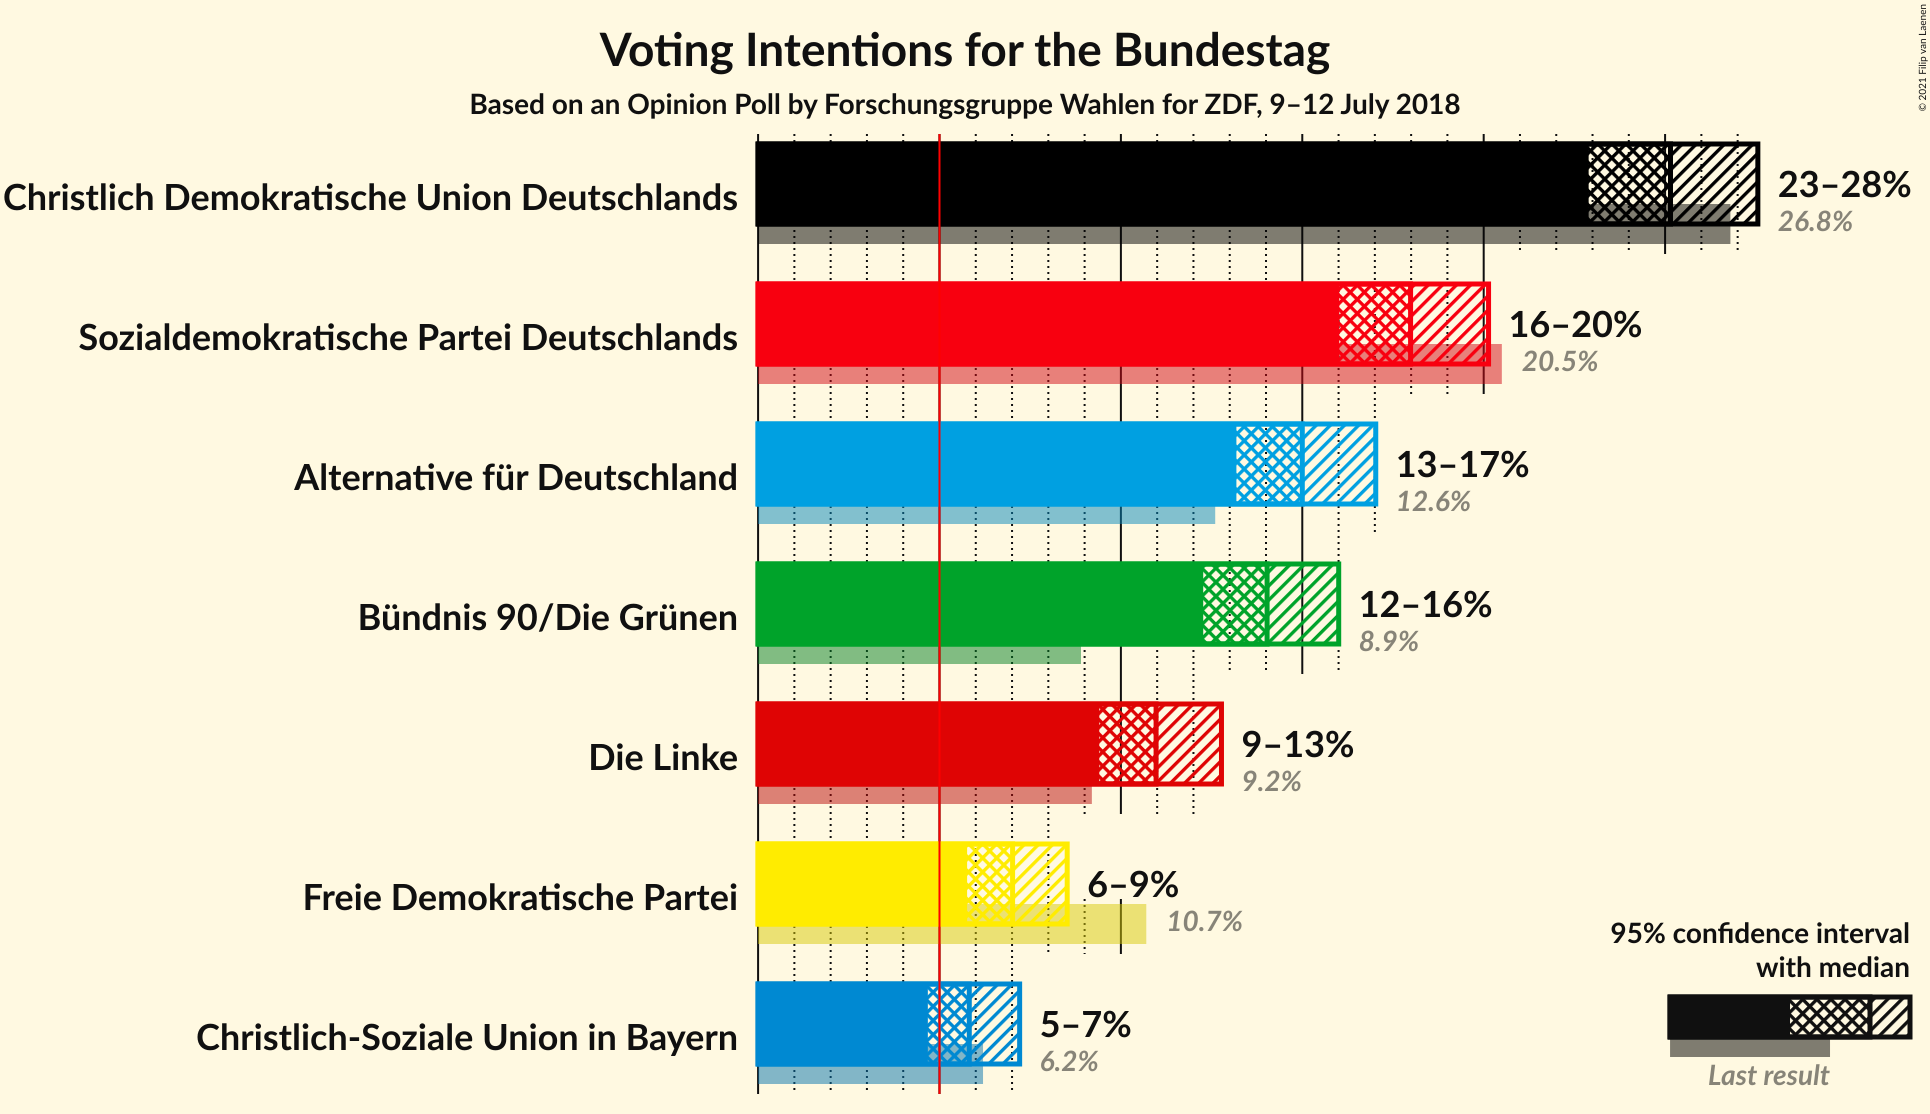 Voting Intentions for the Bundestag
Based on an Opinion Poll by Forschungsgruppe Wahlen for ZDF, 9–12 July 2018
© 2021 Filip van Laenen
Christlich Demokratische Union Deutschlands
23–28%
26.8%
Sozialdemokratische Partei Deutschlands
16–20%
20.5%
Alternative für Deutschland
13–17%
12.6%
Bündnis 90/Die Grünen
12–16%
8.9%
Die Linke
9–13%
9.2%
Freie Demokratische Partei
6–9%
10.7%
Christlich-Soziale Union in Bayern
5–7%
6.2%
95% confidence interval
with median
Last result